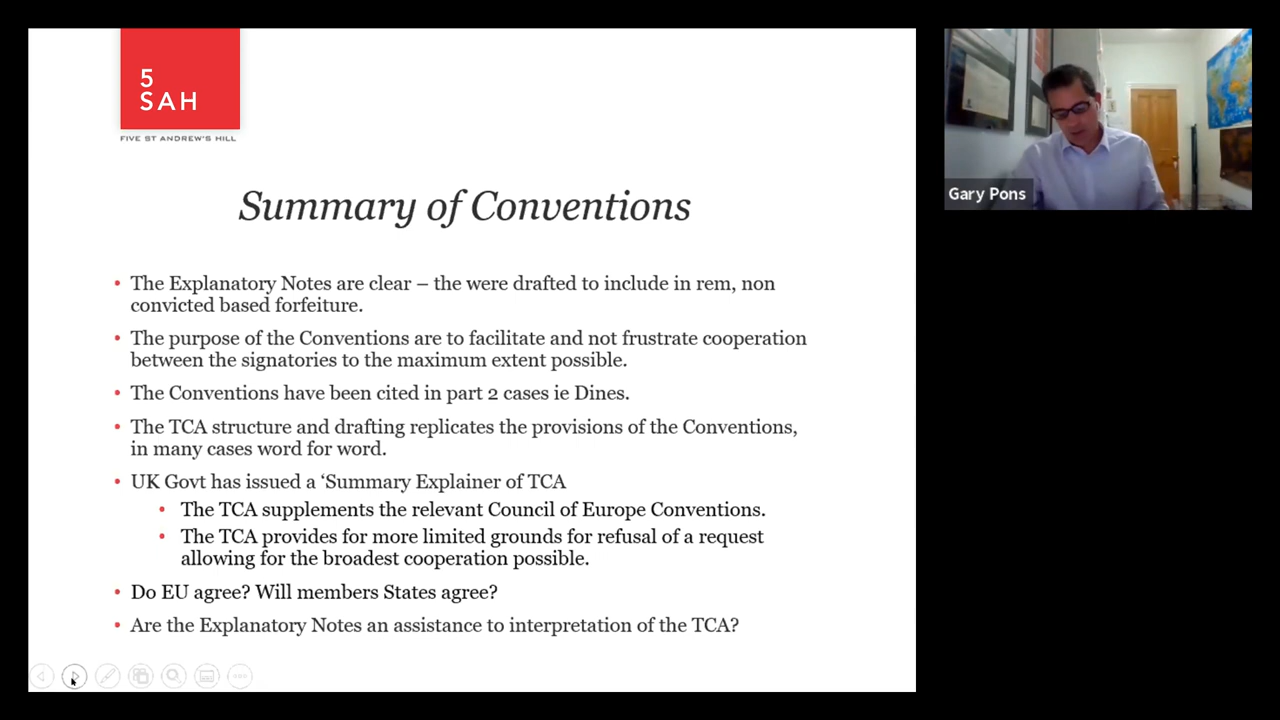 5
SAH
FIVE ST ANDREW'S HILL
Summary of Conventions
• The Explanatory Notes are clear – the were drafted to include in rem, non
convicted based forfeiture.
• The purpose of the Conventions are to facilitate and not frustrate cooperation
between the signatories to the maximum extent possible.
• The Conventions have been cited in part 2 cases ie Dines.
• The TCA structure and drafting replicates the provisions of the Conventions,
in many cases word for word.
• UK Govt has issued a ‘Summary Explainer of TCA
• The TCA supplements the relevant Council of Europe Conventions.
• The TCA provides for more limited grounds for refusal of a request
allowing for the broadest cooperation possible.
• Do EU agree? Will members States agree?
• Are the Explanatory Notes an assistance to interpretation of the TCA?
Gary Pons